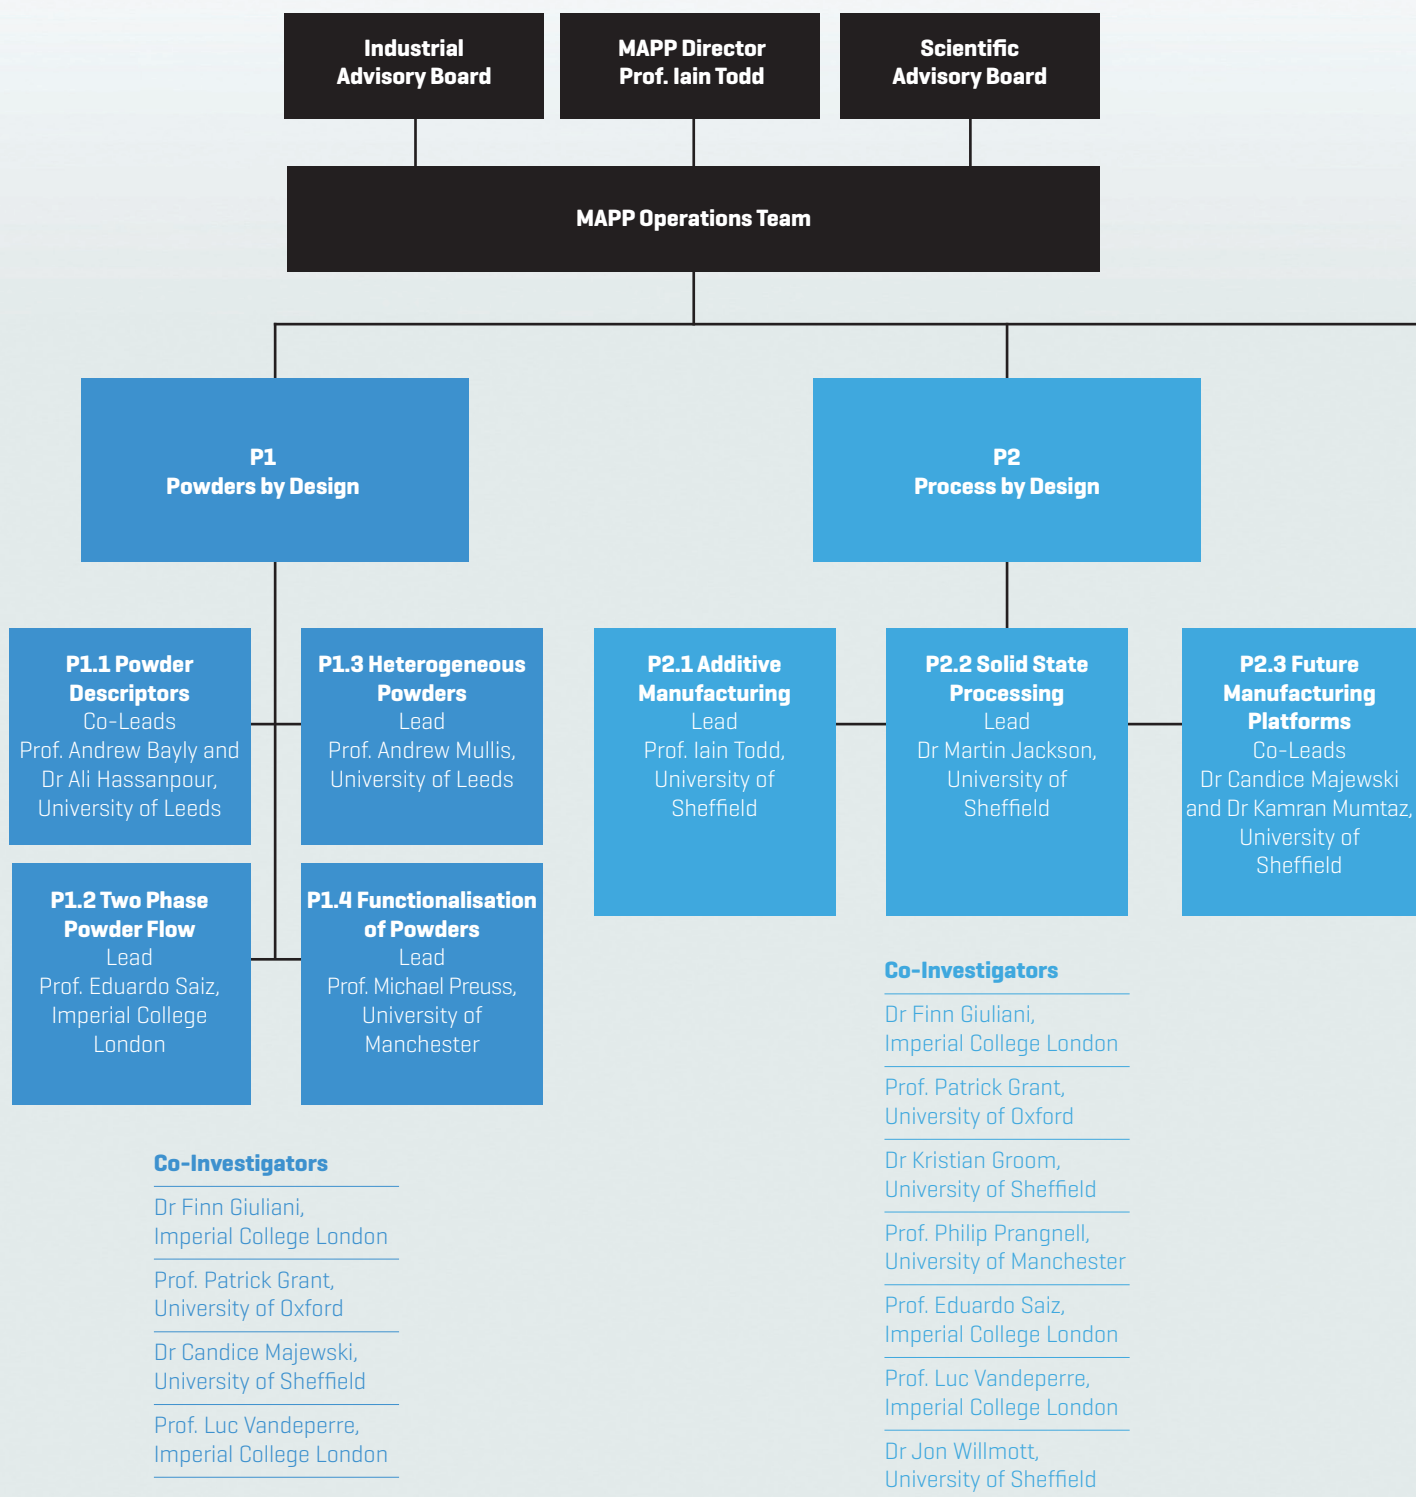 Industrial
Advisory Board
MAPP Director
Prof. Iain Todd
Scientific
Advisory Board
MAPP Operations Team
P1
Powders by Design
P2
Process by Design
P1.1 Powder
Descriptors
Co-Leads
Prof. Andrew Bayly and
Dr Ali Hassanpour,
University of Leeds
P1.3 Heterogeneous
Powders
Lead
Prof. Andrew Mullis,
University of Leeds
P1.2 Two Phase
Powder Flow
Lead
Prof. Eduardo Saiz,
Imperial College
London
P1.4 Functionalisation
of Powders
Lead
Prof. Michael Preuss,
University of
Manchester
Co-Investigators
Dr Finn Giuliani,
Imperial College London
Prof. Patrick Grant,
University of Oxford
Dr Candice Majewski,
University of Sheffield
Prof. Luc Vandeperre,
Imperial College London
P2.1 Additive
Manufacturing
Lead
Prof. Iain Todd,
University of
Sheffield
P2.2 Solid State
Processing
Lead
Dr Martin Jackson,
University of
Sheffield
P2.3 Future
Manufacturing
Platforms
Co-Leads
Dr Candice Majewski
and Dr Kamran Mumtaz,
University of
Sheffield
Co-Investigators
Dr Finn Giuliani,
Imperial College London
Prof. Patrick Grant,
University of Oxford
Dr Kristian Groom,
University of Sheffield
Prof. Philip Prangnell,
University of Manchester
Prof. Eduardo Saiz,
Imperial College London
Prof. Luc Vandeperre,
Imperial College London
Dr Jon Willmott,
University of Sheffield